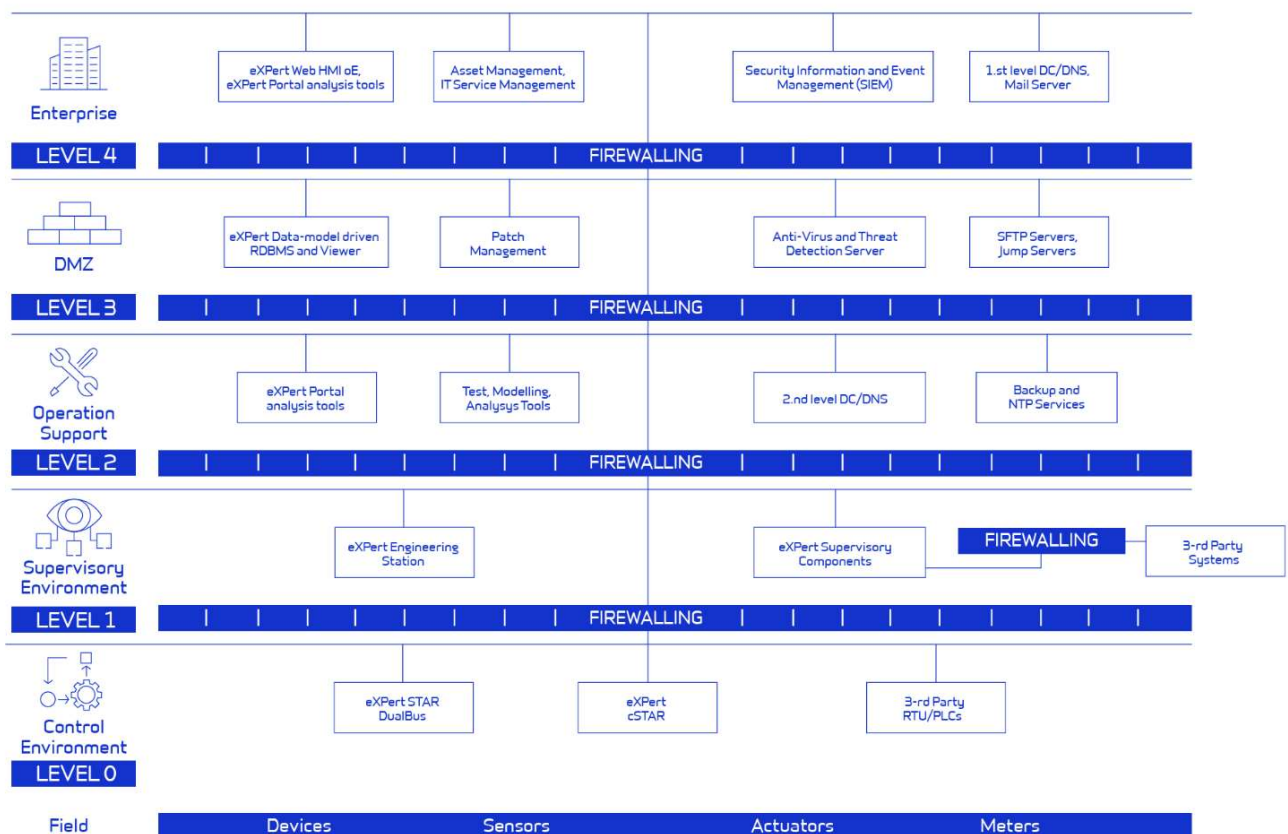 eXPert Web HMI oE,
eXPert Portal analysis tools
Asset Management,
IT Service Management
Security Information and Event
Management (SIEM)
1.st level DC/DNS,
Mail Server
Enterprise
LEVEL 4
FIREWALLING
eXPert Data-model driven
RDBMS and Viewer
Patch
Management
Anti-Virus and Threat
Detection Server
SFTP Servers,
Jump Servers
DMZ
LEVEL 3
FIREWALLING
eXPert Portal
analysis tools
Test, Modelling,
Analysys Tools
2.nd level DC/DNS
Backup and
NTP Services
Operation
Support
LEVEL 2
FIREWALLING
eXPert Engineering
Station
eXPert Supervisory
Components
FIREWALLING
3-rd Party
Systems
Supervisory
Environment
LEVEL 1
FIREWALLING
eXPert STAR
DualBus
eXPert
cSTAR
3-rd Party
RTU/PLCs
Control
Environment
LEVEL 0
Field
Devices
Sensors
Actuators
Meters